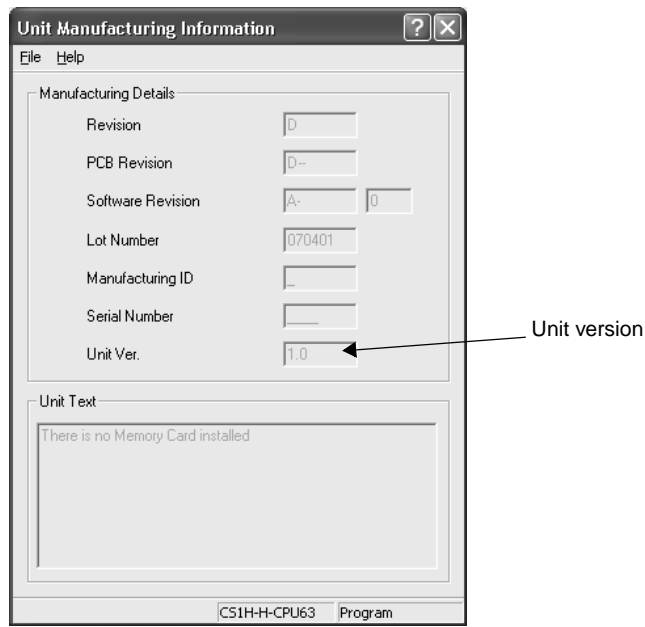 Unit Manufacturing Information
File Help
Manufacturing Details
Revision D
PCB Revision D--
Software Revision A- 0
Lot Number 070401
Manufacturing ID _
Serial Number ____
Unit Ver. 1.0
Unit version
Unit Text
There is no Memory Card installed
CS1H-H-CPU63 Program